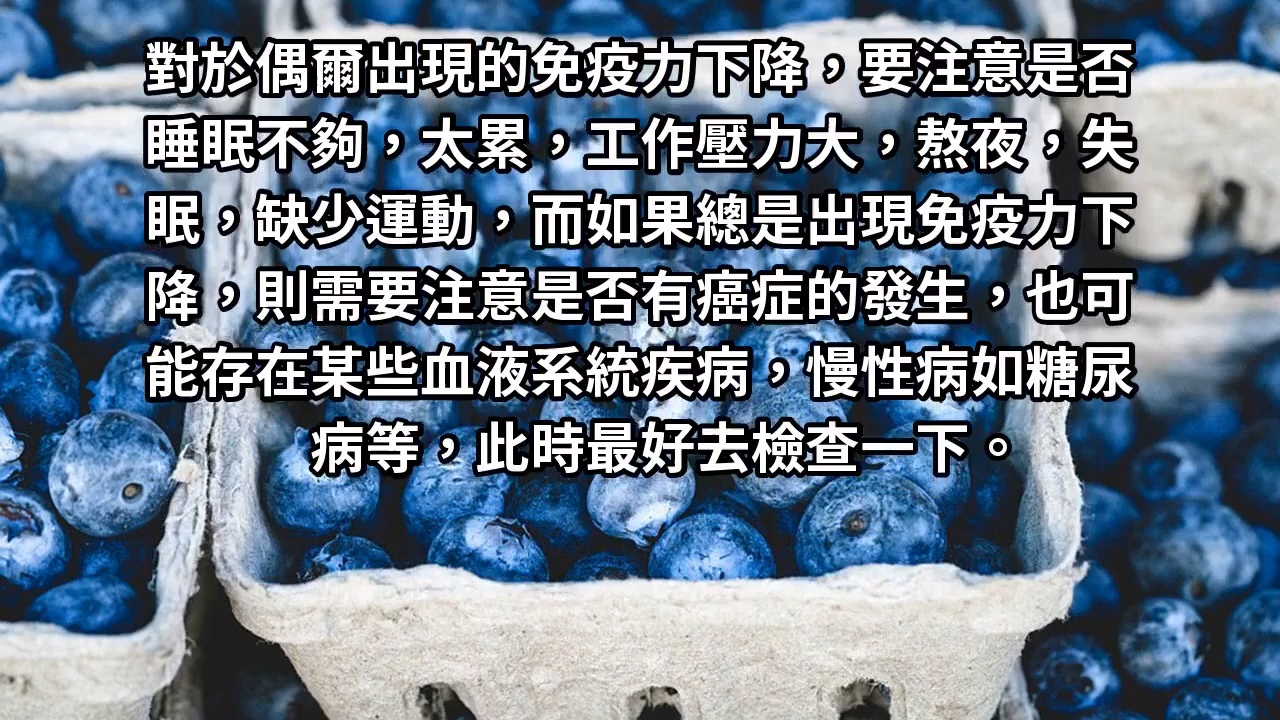 對於偶爾出現的免疫力下降，要注意是否
睡眠不夠，太累，工作壓力大，熬夜，失
眠，缺少運動，而如果總是出現免疫力下
降，則需要注意是否有癌症的發生，也可
能存在某些血液系統疾病，慢性病如糖尿
病等，此時最好去檢查一下。